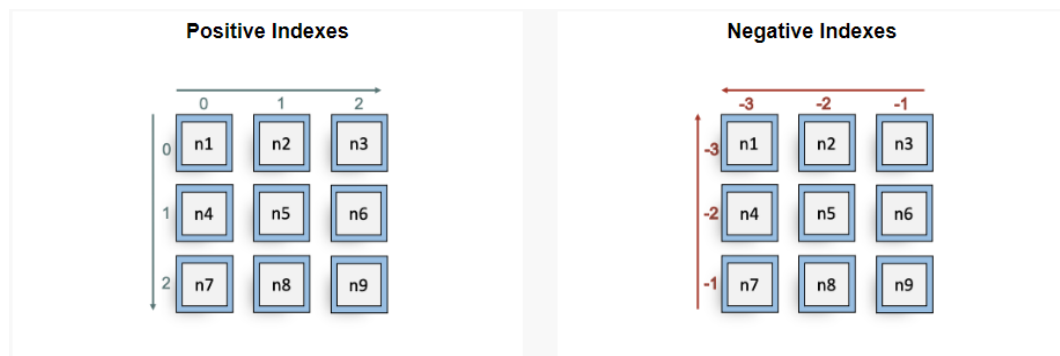 Positive Indexes
0 1 2
0 n1 n2 n3
1 n4 n5 n6
2 n7 n8 n9
Negative Indexes
-3 -2 -1
-3 n1 n2 n3
-2 n4 n5 n6
-1 n7 n8 n9